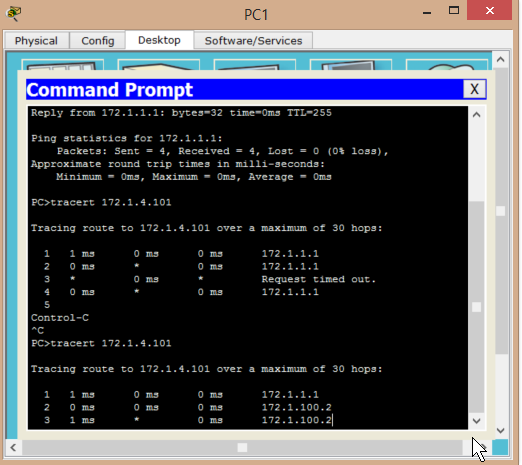 PC1
Physical Config Desktop Software/Services
Command Prompt X
Reply from 172.1.1.1: bytes=32 time=0ms TTL=255
Ping statistics for 172.1.1.1:
Packets: Sent = 4, Received = 4, Lost = 0 (0% loss),
Approximate round trip times in milli-seconds:
Minimum = 0ms, Maximum = 0ms, Average = 0ms
PC>tracert 172.1.4.101
Tracing route to 172.1.4.101 over a maximum of 30 hops:
1 1 ms 0 ms 0 ms 172.1.1.1
2 0 ms * 0 ms 172.1.1.1
3 * 0 ms * Request timed out.
4 0 ms * 0 ms 172.1.1.1
5
Control-C
^C
PC>tracert 172.1.4.101
Tracing route to 172.1.4.101 over a maximum of 30 hops:
1 1 ms 0 ms 0 ms 172.1.1.1
2 0 ms 0 ms 0 ms 172.1.100.2
3 1 ms * 0 ms 172.1.100.2